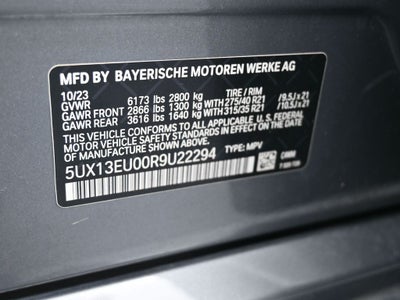 MFD BY BAYERISCHE MOTOREN WERKE AG
10/23 6173 lbs 2800 kg TIRE / RIM
GVWR
GAWR FRONT 2866 lbs 1300 kg 275/40 R21 /9.5J x 21
GAWR REAR 3616 lbs 1640 kg 315/35 R21 /10.5J x 21
THIS VEHICLE CONFORMS TO ALL APPLICABLE U.S. FEDERAL
MOTOR VEHICLE SAFETY STANDARDS IN EFFECT ON THE DATE
OF MANUFACTURE SHOWN ABOVE.
5UX13EU00R9U22294 TYPE: MPV